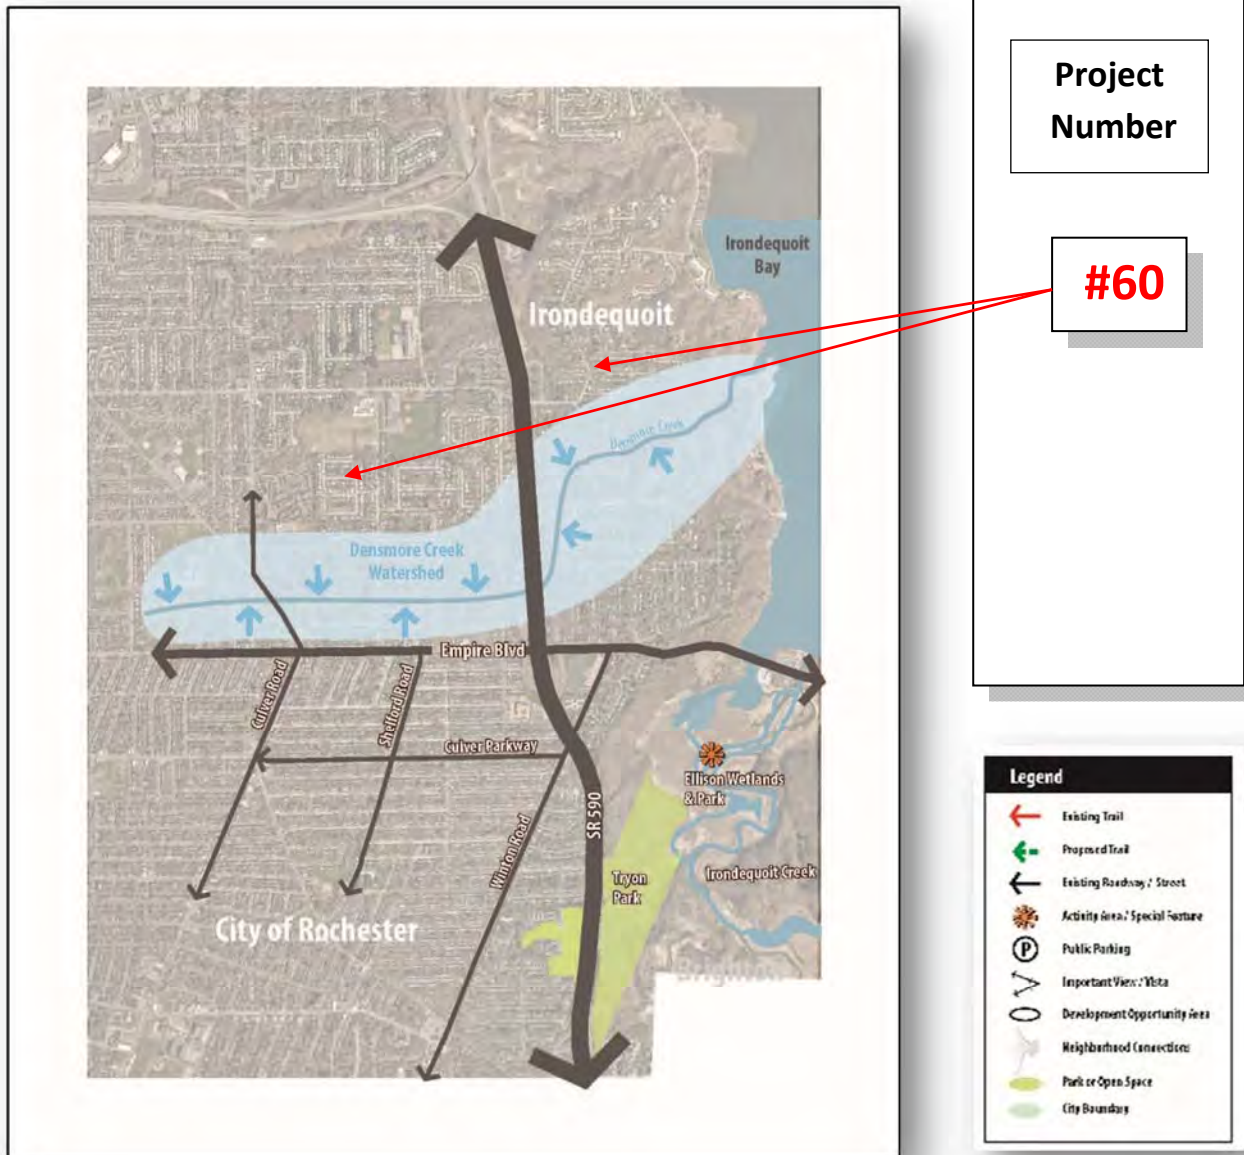 Project
Number
#60
Irondequoit
Bay
Irondequoit
Densmore Creek
Densmore Creek
Watershed
Empire Blvd
Culver Road
Shelford Road
Culver Parkway
Winton Road
SR 590
Ellison Wetlands
& Park
Tryon
Park
Irondequoit Creek
City of Rochester
Brighton
Legend
Existing Trail
Proposed Trail
Existing Roadway / Street
Activity Area / Special Feature
P
Public Parking
Important View / Vista
Development Opportunity Area
Neighborhood Connections
Park or Open Space
City Boundary